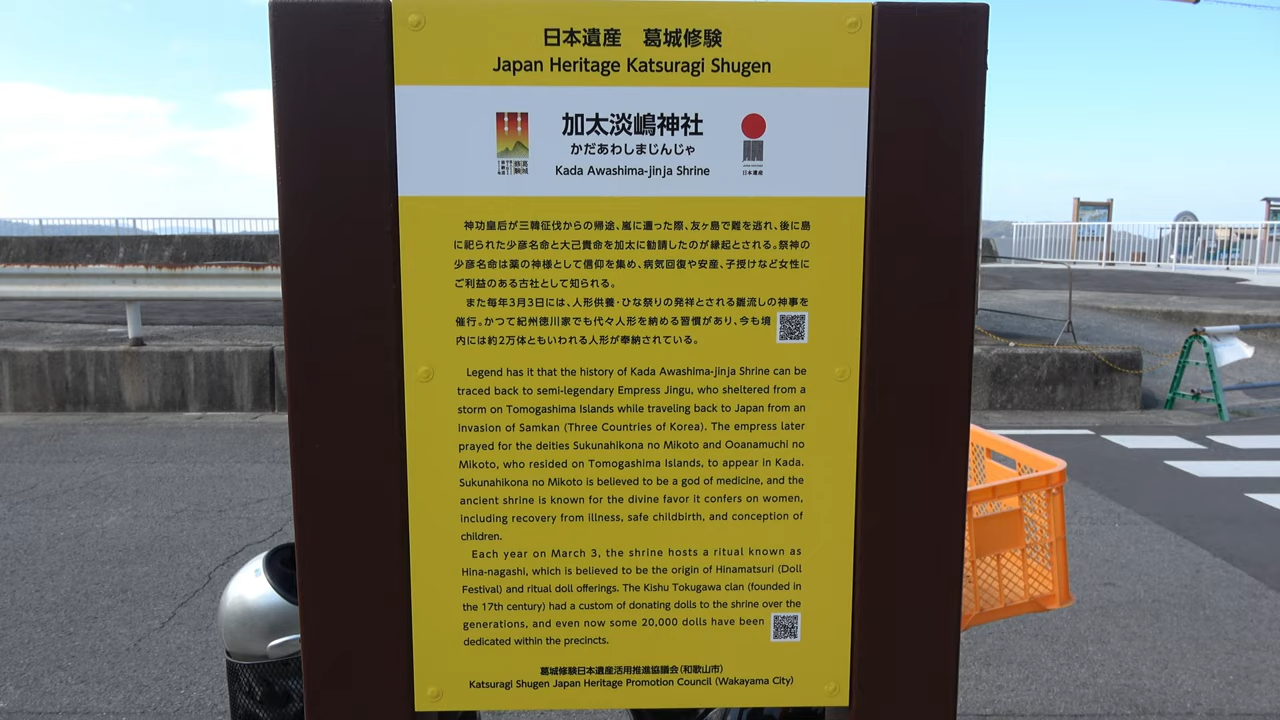 日本遺産　葛城修験
Japan Heritage Katsuragi Shugen
加太淡嶋神社
かだあわしまじんじゃ
Kada Awashima-jinja Shrine
日本遺産
神功皇后が三韓征伐からの帰途、嵐に遭った際、友ヶ島で難を逃れ、後に島
に祀られた少彦名命と大己貴命を加太に勧請したのが縁起とされる。祭神の
少彦名命は薬の神様として信仰を集め、病気回復や安産、子授けなど女性に
ご利益のある古社として知られる。
また毎年3月3日には、人形供養・ひな祭りの発祥とされる雛流しの神事を
催行。かつて紀州徳川家でも代々人形を納める習慣があり、今も境
内には約2万体ともいわれる人形が奉納されている。
Legend has it that the history of Kada Awashima-jinja Shrine can be
traced back to semi-legendary Empress Jingu, who sheltered from a
storm on Tomogashima Islands while traveling back to Japan from an
invasion of Samkan (Three Countries of Korea). The empress later
prayed for the deities Sukunahikona no Mikoto and Ooanamuchi no
Mikoto, who resided on Tomogashima Islands, to appear in Kada.
Sukunahikona no Mikoto is believed to be a god of medicine, and the
ancient shrine is known for the divine favor it confers on women,
including recovery from illness, safe childbirth, and conception of
children.
Each year on March 3, the shrine hosts a ritual known as
Hina-nagashi, which is believed to be the origin of Hinamatsuri (Doll
Festival) and ritual doll offerings. The Kishu Tokugawa clan (founded in
the 17th century) had a custom of donating dolls to the shrine over the
generations, and even now some 20,000 dolls have been
dedicated within the precincts.
葛城修験日本遺産活用推進協議会（和歌山市）
Katsuragi Shugen Japan Heritage Promotion Council (Wakayama City)